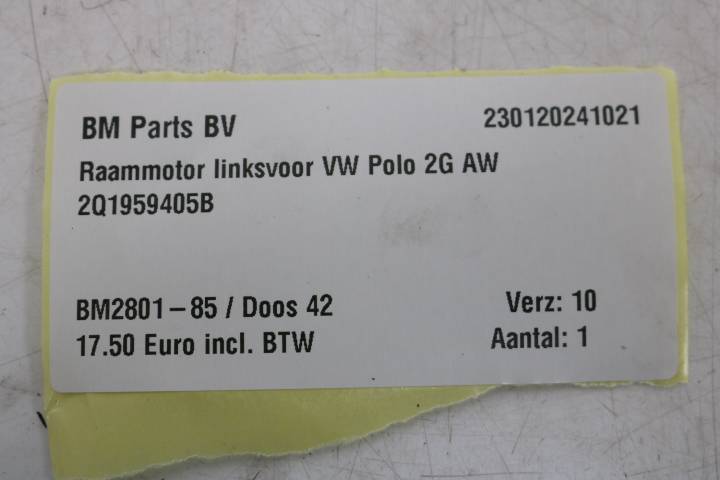 BM Parts BV 230120241021
Raammotor linksvoor VW Polo 2G AW
2Q1959405B
BM2801-85 / Doos 42 Verz: 10
17.50 Euro incl. BTW Aantal: 1